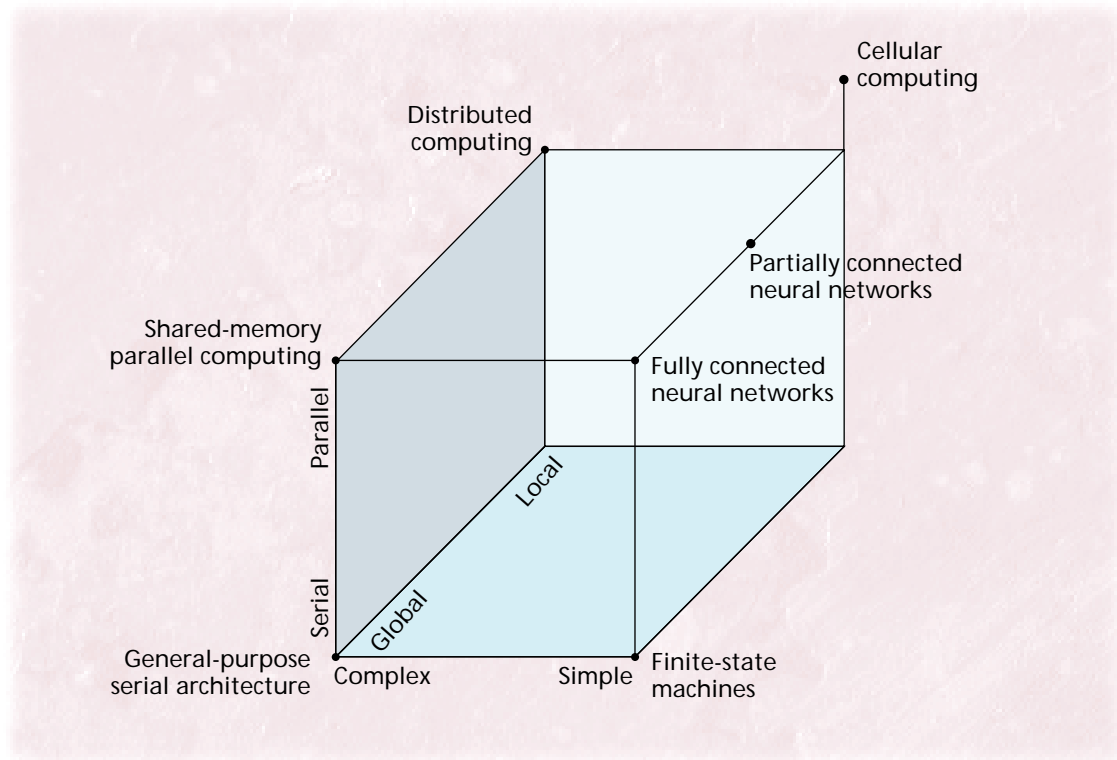 Cellular
computing
Distributed
computing
Partially connected
neural networks
Shared-memory
parallel computing
Fully connected
neural networks
Parallel
Local
Serial
Global
General-purpose
serial architecture
Complex
Simple
Finite-state
machines